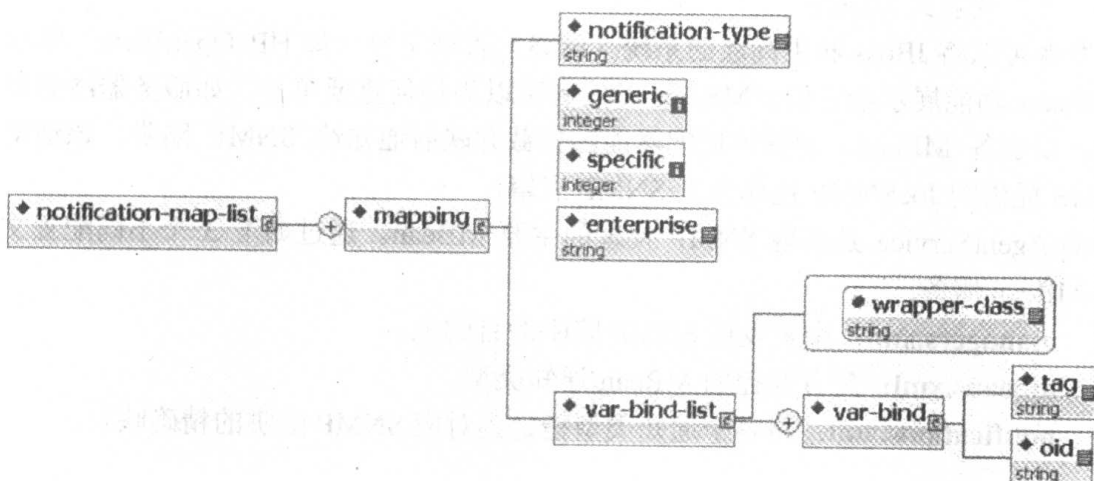 notification-type
string
generic
integer
specific
integer
notification-map-list
mapping
enterprise
string
wrapper-class
string
var-bind-list
var-bind
tag
string
oid
string